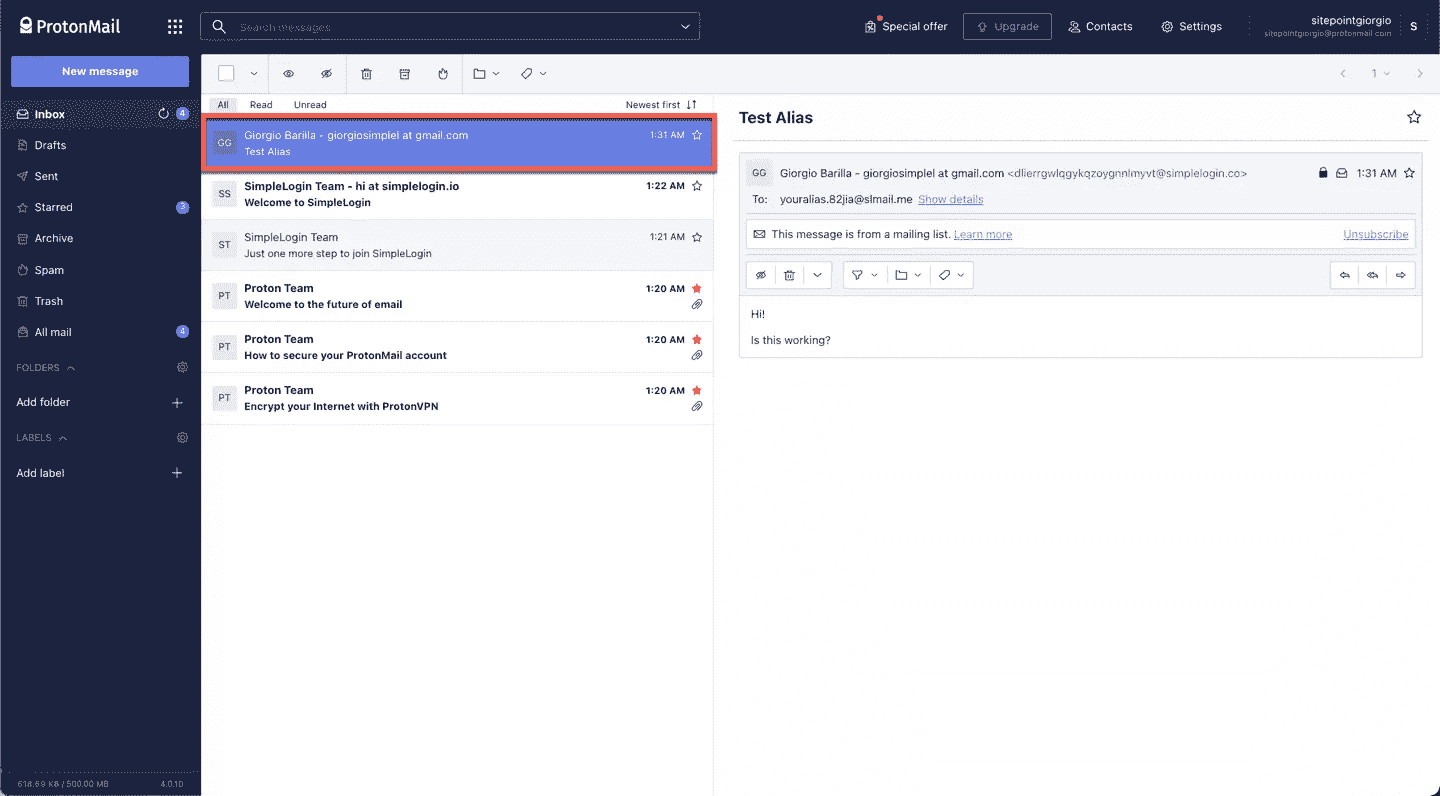 ProtonMail
Search messages
Special offer
Upgrade
Contacts
Settings
sitepointgiorgio
sitepointgiorgio@protonmail.com
S
New message
Inbox
4
Drafts
Sent
Starred
3
Archive
Spam
Trash
All mail
4
FOLDERS
Add folder
LABELS
Add label
618.69 KB / 500.00 MB
4.0.10
1
All
Read
Unread
Newest first
GG
Giorgio Barilla - giorgiosimplel at gmail.com
1:31 AM
Test Alias
SS
SimpleLogin Team - hi at simplelogin.io
1:22 AM
Welcome to SimpleLogin
ST
SimpleLogin Team
1:21 AM
Just one more step to join SimpleLogin
PT
Proton Team
1:20 AM
Welcome to the future of email
PT
Proton Team
1:20 AM
How to secure your ProtonMail account
PT
Proton Team
1:20 AM
Encrypt your Internet with ProtonVPN
Test Alias
GG
Giorgio Barilla - giorgiosimplel at gmail.com <dlierrgwlqgykqzoygnnlmyvt@simplelogin.co>
1:31 AM
To: youralias.82jia@slmail.me Show details
This message is from a mailing list. Learn more
Unsubscribe
Hi!
Is this working?